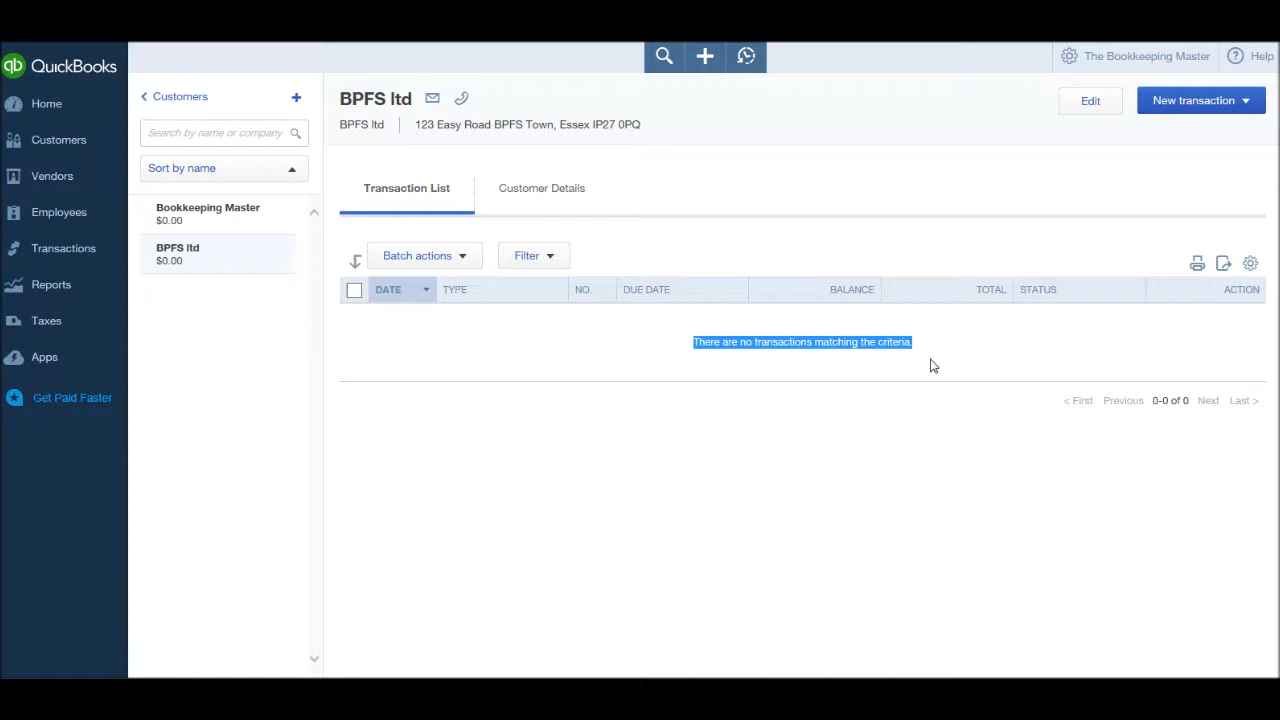 qb QuickBooks
Home
Customers
Vendors
Employees
Transactions
Reports
Taxes
Apps
Get Paid Faster
The Bookkeeping Master
? Help
< Customers +
Search by name or company
Sort by name
Bookkeeping Master
$0.00
BPFS ltd
$0.00
BPFS ltd
BPFS ltd | 123 Easy Road BPFS Town, Essex IP27 0PQ
Edit
New transaction
Transaction List
Customer Details
Batch actions
Filter
DATE TYPE NO. DUE DATE BALANCE TOTAL STATUS ACTION
There are no transactions matching the criteria.
< First Previous 0-0 of 0 Next Last >